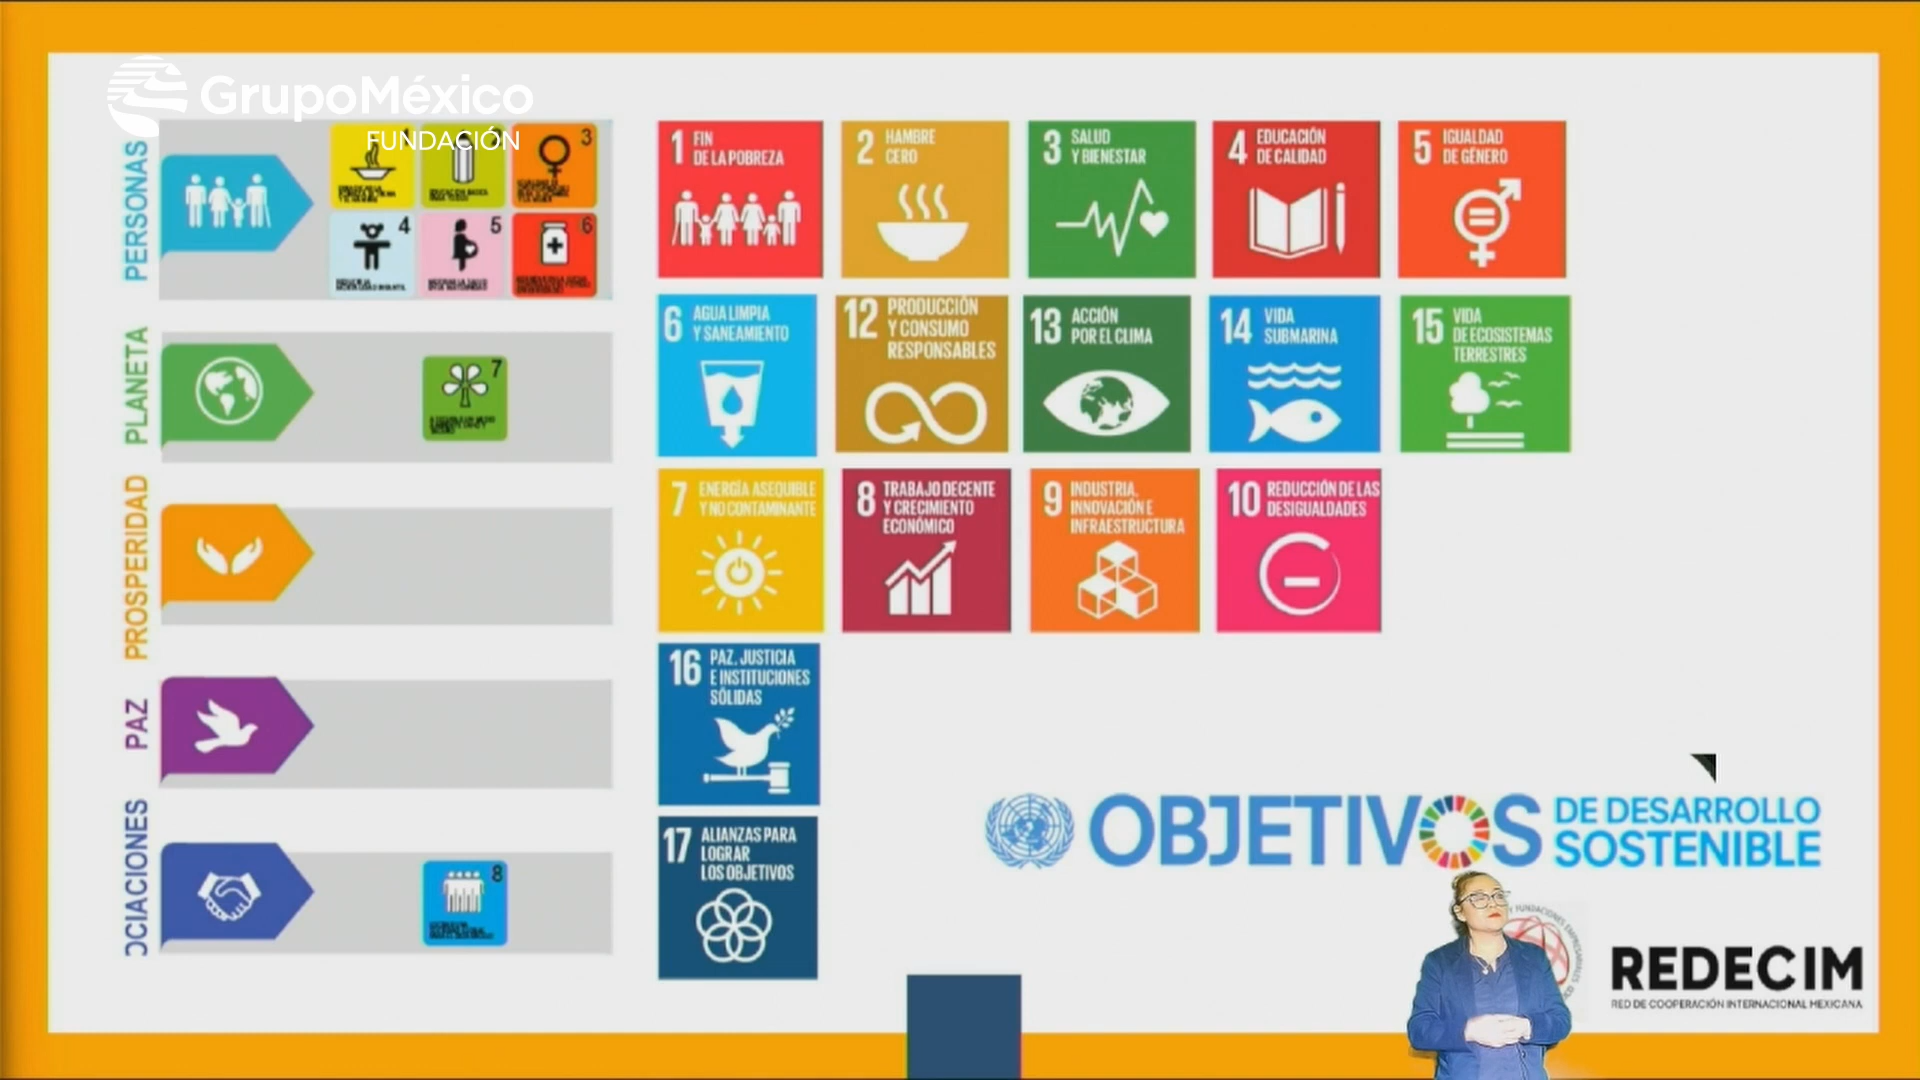 GrupoMéxico
FUNDACIÓN
PERSONAS
3
4
5
6
1 FIN
DE LA POBREZA
2 HAMBRE
CERO
3 SALUD
Y BIENESTAR
4 EDUCACIÓN
DE CALIDAD
5 IGUALDAD
DE GÉNERO
PLANETA
7
6 AGUA LIMPIA
Y SANEAMIENTO
12 PRODUCCIÓN
Y CONSUMO
RESPONSABLES
13 ACCIÓN
POR EL CLIMA
14 VIDA
SUBMARINA
15 VIDA
DE ECOSISTEMAS
TERRESTRES
PROSPERIDAD
7 ENERGÍA ASEQUIBLE
Y NO CONTAMINANTE
8 TRABAJO DECENTE
Y CRECIMIENTO
ECONÓMICO
9 INDUSTRIA,
INNOVACIÓN E
INFRAESTRUCTURA
10 REDUCCIÓN DE LAS
DESIGUALDADES
PAZ
16 PAZ, JUSTICIA
E INSTITUCIONES
SÓLIDAS
OCIACIONES
8
17 ALIANZAS PARA
LOGRAR
LOS OBJETIVOS
OBJETIVOS
DE DESARROLLO
SOSTENIBLE
Y FUNDACIONES EMPRESARIALES
REDECIM
RED DE COOPERACIÓN INTERNACIONAL MEXICANA